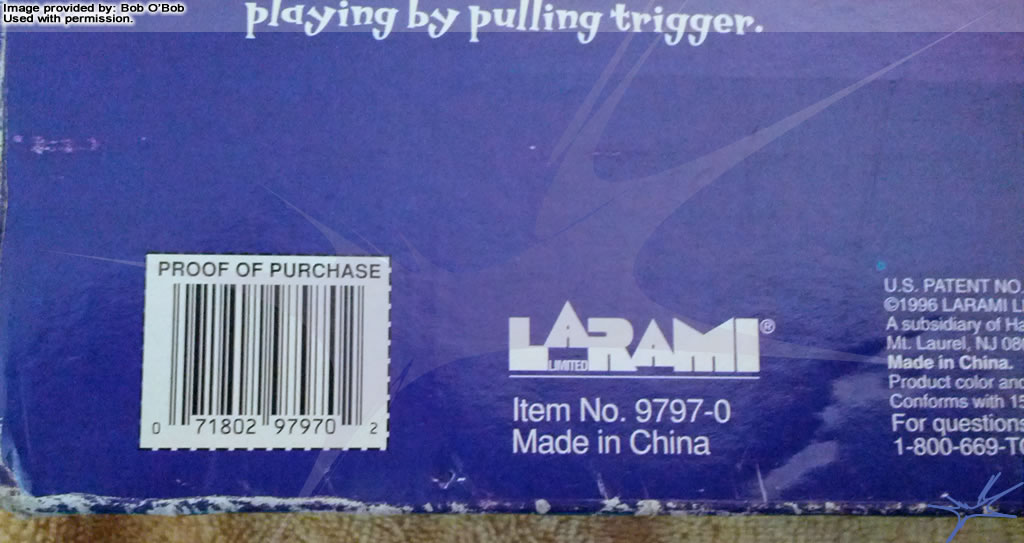 Image provided by: Bob O'Bob
Used with permission.
playing by pulling trigger.
PROOF OF PURCHASE
0 71802 97970 2
LARAMI®
LIMITED
Item No. 9797-0
Made in China
U.S. PATENT NO.
©1996 LARAMI
A subsidiary of
Mt. Laurel, NJ
Made in China.
Product color
Conforms with
For questions
1-800-669-